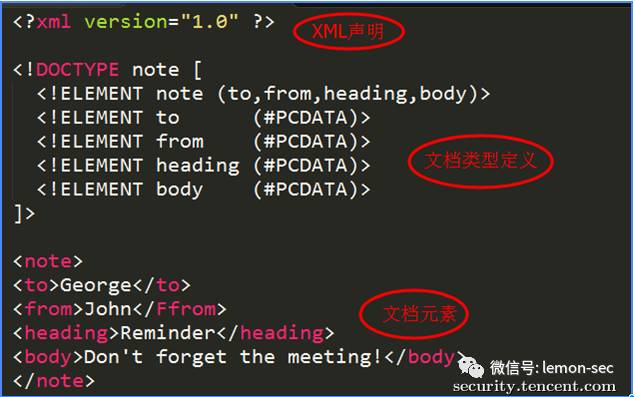 <?xml version="1.0" ?>
XML声明
<!DOCTYPE note [
<!ELEMENT note (to,from,heading,body)>
<!ELEMENT to (#PCDATA)>
<!ELEMENT from (#PCDATA)>
<!ELEMENT heading (#PCDATA)>
文档类型定义
<!ELEMENT body (#PCDATA)>
]>
<note>
<to>George</to>
<from>John</Ffrom>
文档元素
<heading>Reminder</heading>
<body>Don't forget the meeting!</body>
微信号: lemon-sec
</note>
security.tencent.com